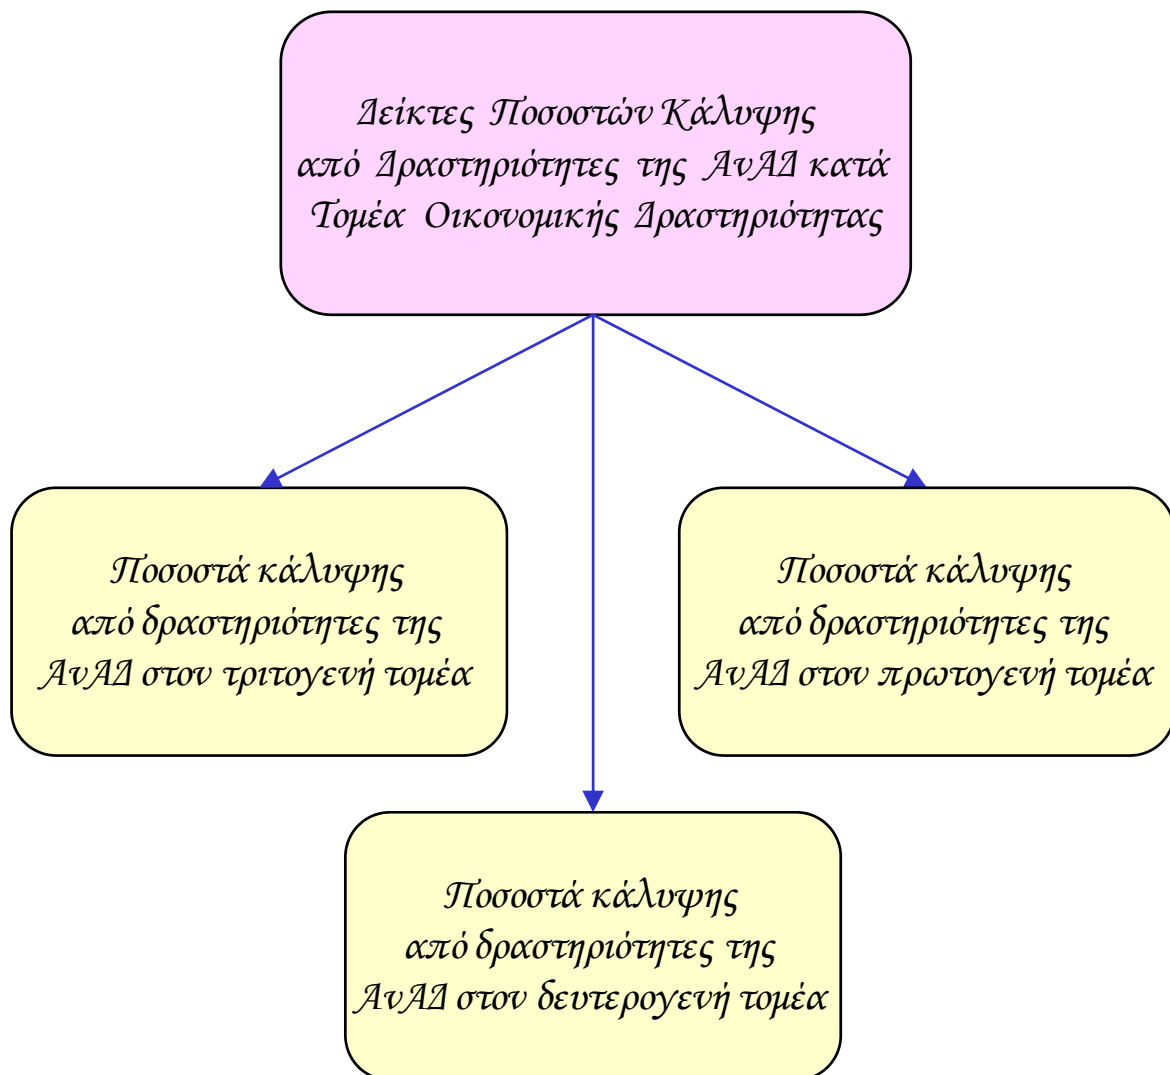 Δείκτες Ποσοστών Κάλυψης
από Δραστηριότητες της ΑνΑΔ κατά
Τομέα Οικονομικής Δραστηριότητας
Ποσοστά κάλυψης
από δραστηριότητες της
ΑνΑΔ στον τριτογενή τομέα
Ποσοστά κάλυψης
από δραστηριότητες της
ΑνΑΔ στον πρωτογενή τομέα
Ποσοστά κάλυψης
από δραστηριότητες της
ΑνΑΔ στον δευτερογενή τομέα